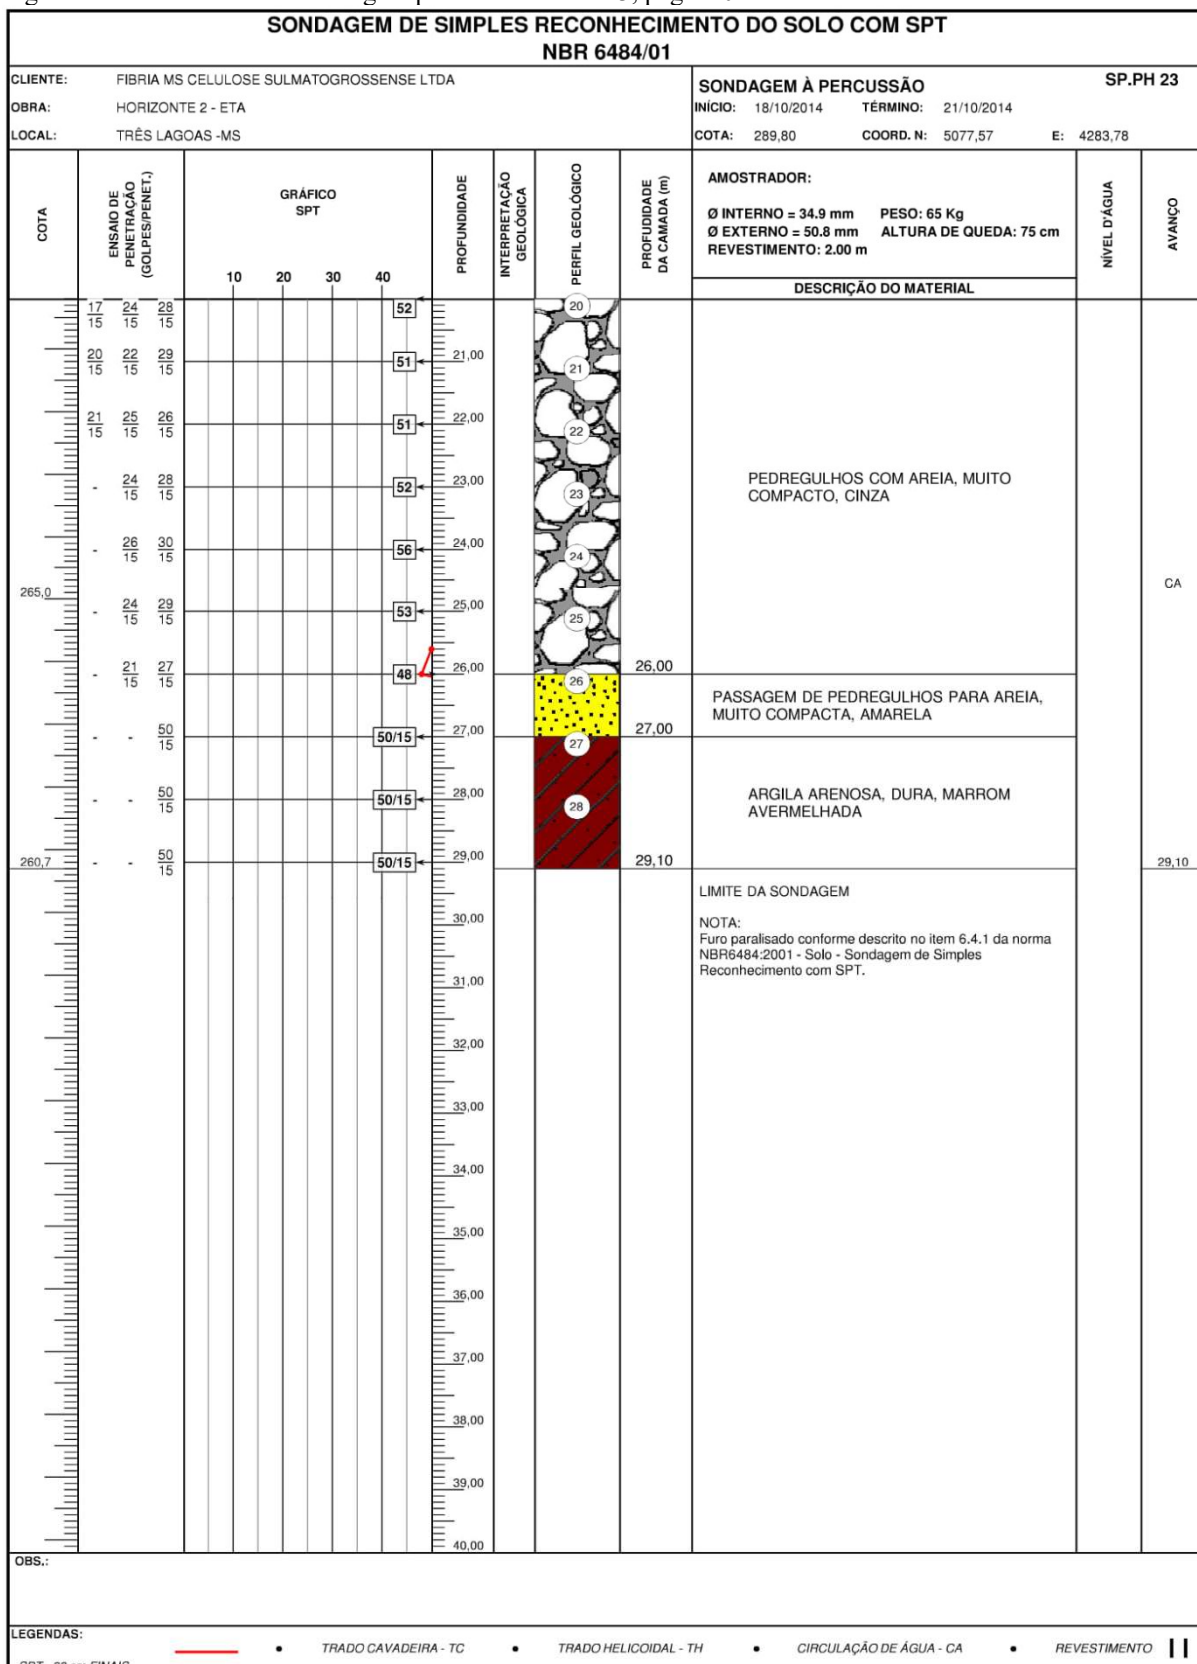 SONDAGEM DE SIMPLES RECONHECIMENTO DO SOLO COM SPT
NBR 6484/01
CLIENTE: FIBRIA MS CELULOSE SULMATOGROSSENSE LTDA
OBRA: HORIZONTE 2 - ETA
LOCAL: TRÊS LAGOAS -MS
SONDAGEM À PERCUSSÃO SP.PH 23
INÍCIO: 18/10/2014 TÉRMINO: 21/10/2014
COTA: 289,80 COORD. N: 5077,57 E: 4283,78
COTA
ENSAIO DE PENETRAÇÃO (GOLPES/PENET.)
GRÁFICO
SPT
10 20 30 40
PROFUNDIDADE
INTERPRETAÇÃO GEOLÓGICA
PERFIL GEOLÓGICO
PROFUDIDADE DA CAMADA (m)
AMOSTRADOR:
Ø INTERNO = 34.9 mm PESO: 65 Kg
Ø EXTERNO = 50.8 mm ALTURA DE QUEDA: 75 cm
REVESTIMENTO: 2.00 m
DESCRIÇÃO DO MATERIAL
NÍVEL D'ÁGUA
AVANÇO
17/15 24/15 28/15 52 20
20/15 22/15 29/15 51 21,00 21
21/15 25/15 26/15 51 22,00 22
- 24/15 28/15 52 23,00 23
PEDREGULHOS COM AREIA, MUITO
COMPACTO, CINZA
- 26/15 30/15 56 24,00 24
265,0 CA
- 24/15 29/15 53 25,00 25
- 21/15 27/15 48 26,00 26 26,00
PASSAGEM DE PEDREGULHOS PARA AREIA,
MUITO COMPACTA, AMARELA
- - 50/15 50/15 27,00 27 27,00
- - 50/15 50/15 28,00 28
ARGILA ARENOSA, DURA, MARROM
AVERMELHADA
260,7 - - 50/15 50/15 29,00 29,10 29,10
LIMITE DA SONDAGEM
NOTA:
Furo paralisado conforme descrito no item 6.4.1 da norma
NBR6484:2001 - Solo - Sondagem de Simples
Reconhecimento com SPT.
30,00
31,00
32,00
33,00
34,00
35,00
36,00
37,00
38,00
39,00
40,00
OBS.:
LEGENDAS:
• TRADO CAVADEIRA - TC • TRADO HELICOIDAL - TH • CIRCULAÇÃO DE ÁGUA - CA • REVESTIMENTO